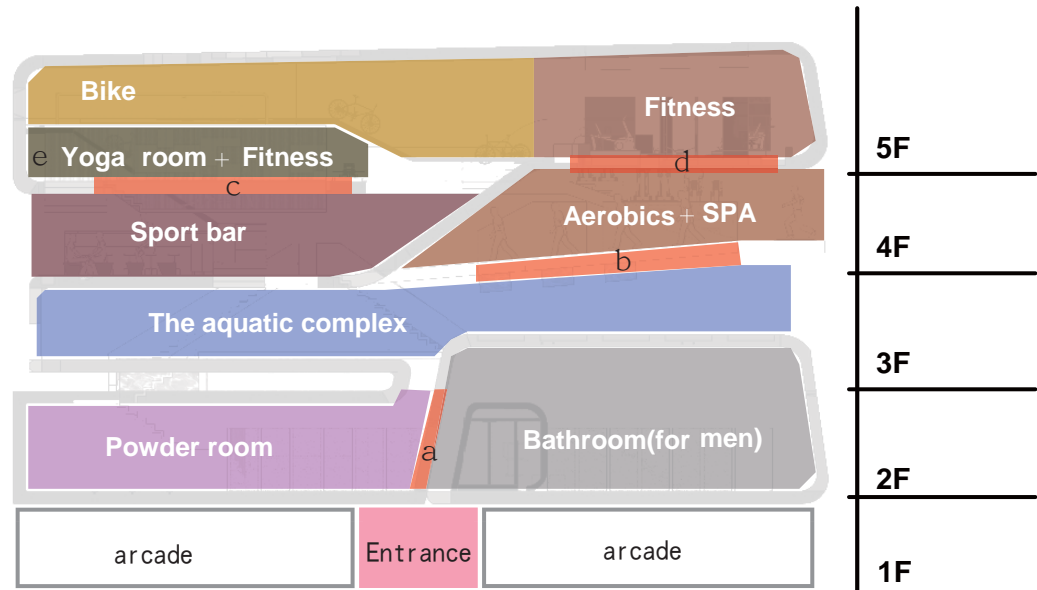 Bike
Fitness
5F
e Yoga room + Fitness
d
c
Aerobics + SPA
Sport bar
4F
b
The aquatic complex
3F
Powder room
a
Bathroom(for men)
2F
arcade
Entrance
arcade
1F